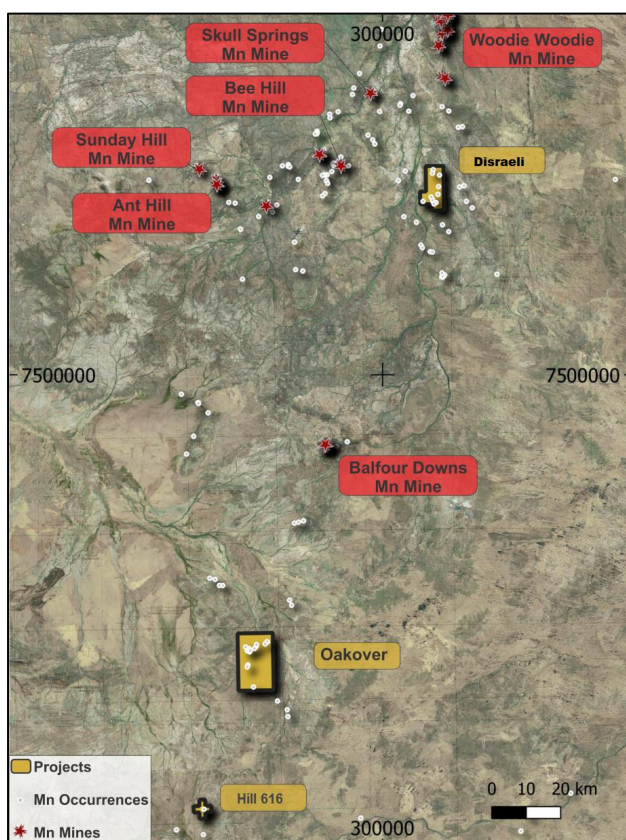 300000
Skull Springs
Mn Mine
Woodie Woodie
Mn Mine
Bee Hill
Mn Mine
Sunday Hill
Mn Mine
Disraeli
Ant Hill
Mn Mine
7500000
7500000
Balfour Downs
Mn Mine
Oakover
Projects
Mn Occurrences
Mn Mines
Hill 616
0 10 20 km
300000